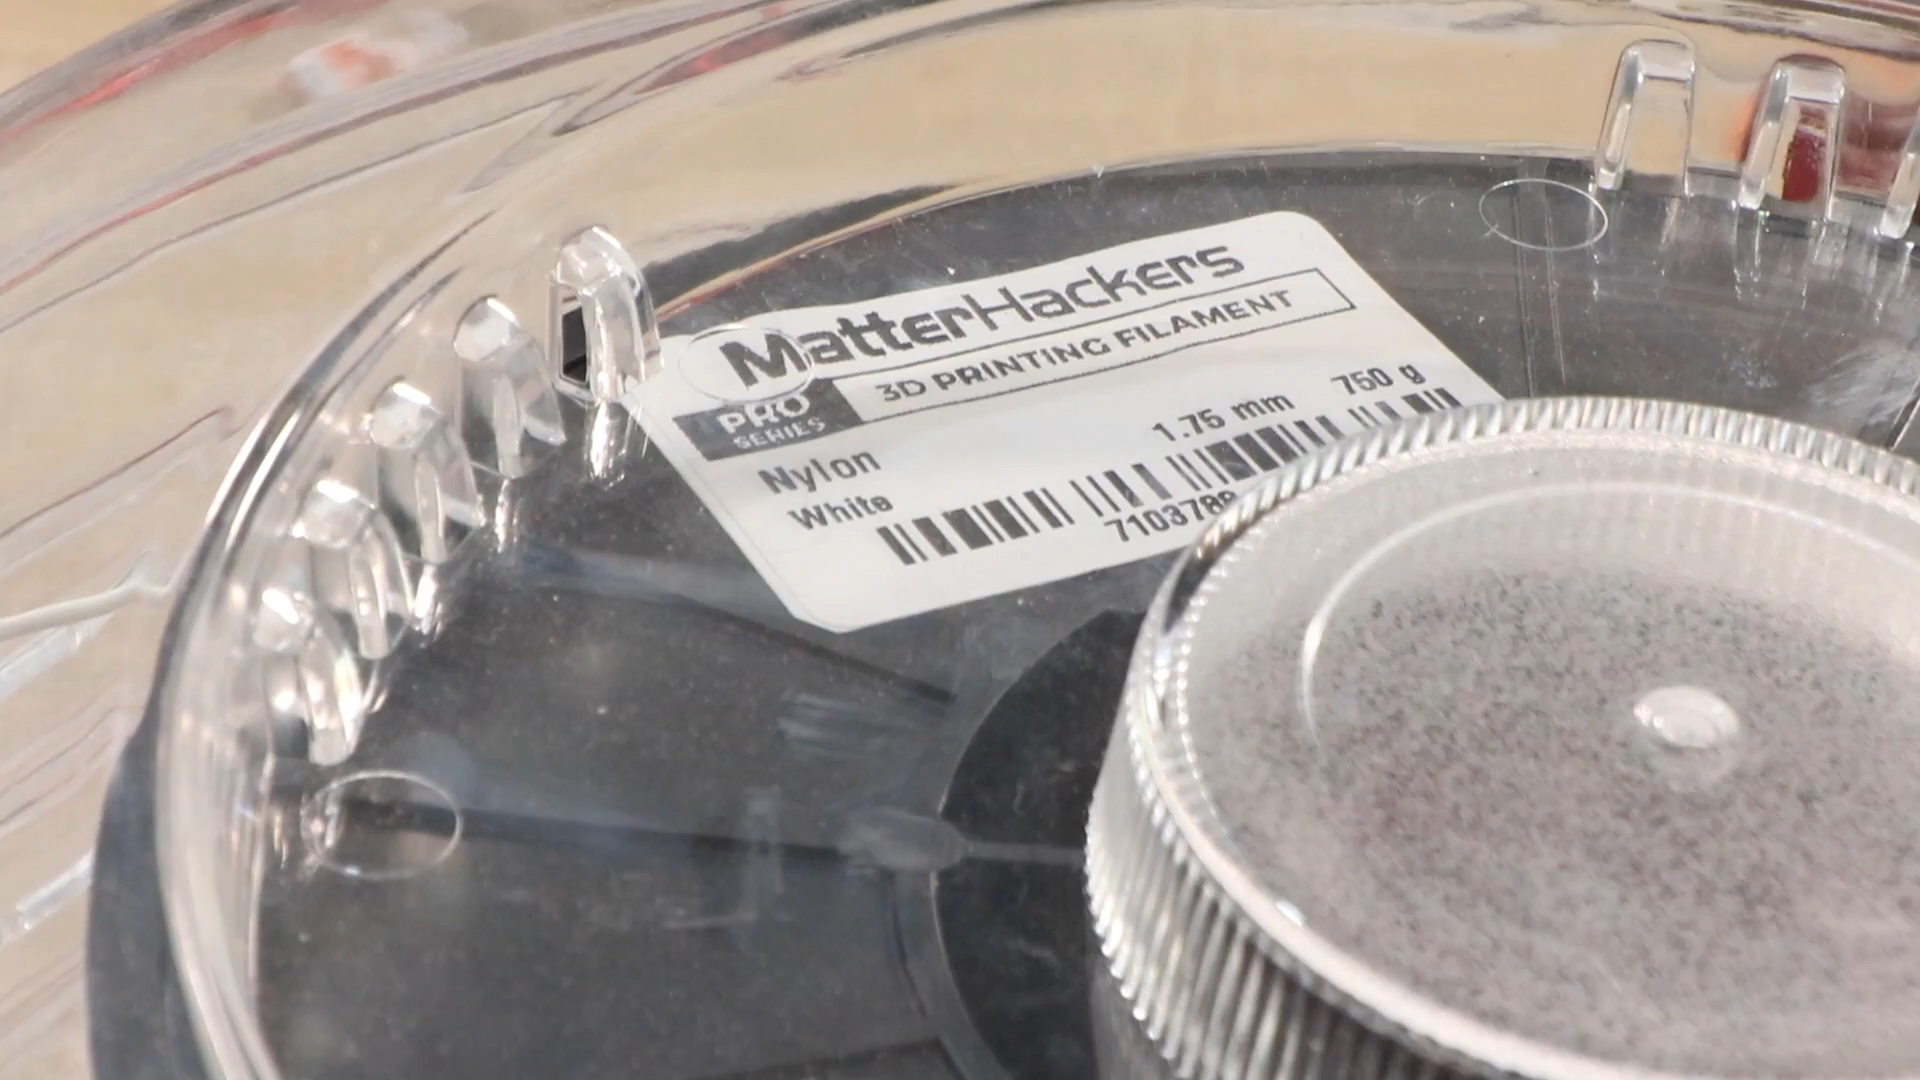 MatterHackers
3D PRINTING FILAMENT
PRO
SERIES
1.75 mm 750 g
Nylon
White